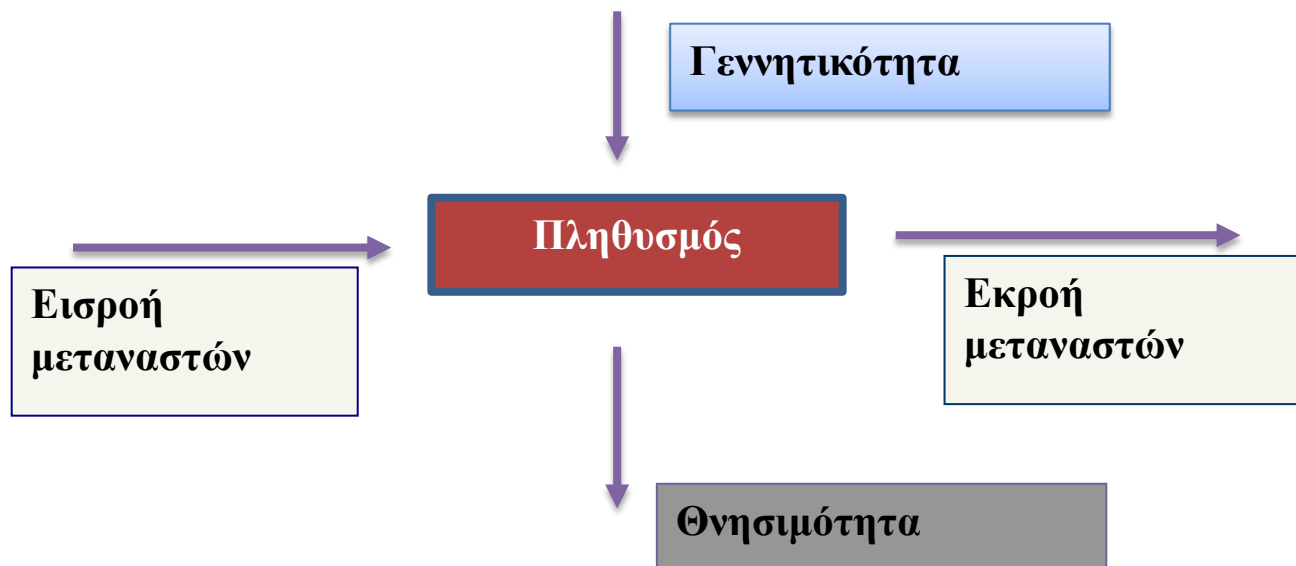 Γεννητικότητα
Πληθυσμός
Εισροή
μεταναστών
Εκροή
μεταναστών
Θνησιμότητα